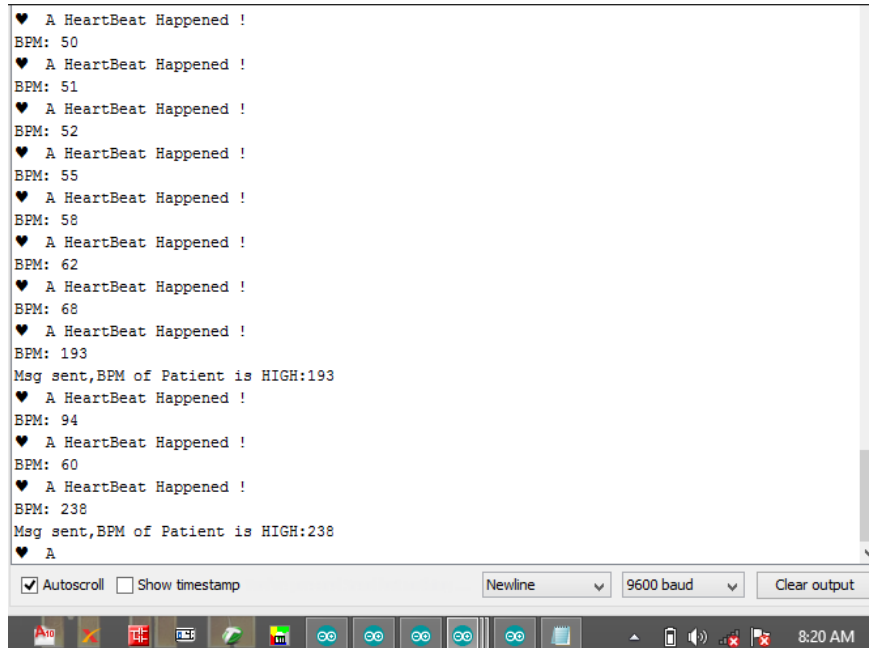 ♥  A HeartBeat Happened !
BPM: 50
♥  A HeartBeat Happened !
BPM: 51
♥  A HeartBeat Happened !
BPM: 52
♥  A HeartBeat Happened !
BPM: 55
♥  A HeartBeat Happened !
BPM: 58
♥  A HeartBeat Happened !
BPM: 62
♥  A HeartBeat Happened !
BPM: 68
♥  A HeartBeat Happened !
BPM: 193
Msg sent,BPM of Patient is HIGH:193
♥  A HeartBeat Happened !
BPM: 94
♥  A HeartBeat Happened !
BPM: 60
♥  A HeartBeat Happened !
BPM: 238
Msg sent,BPM of Patient is HIGH:238
♥  A
Autoscroll Show timestamp Newline 9600 baud Clear output
A10 8:20 AM